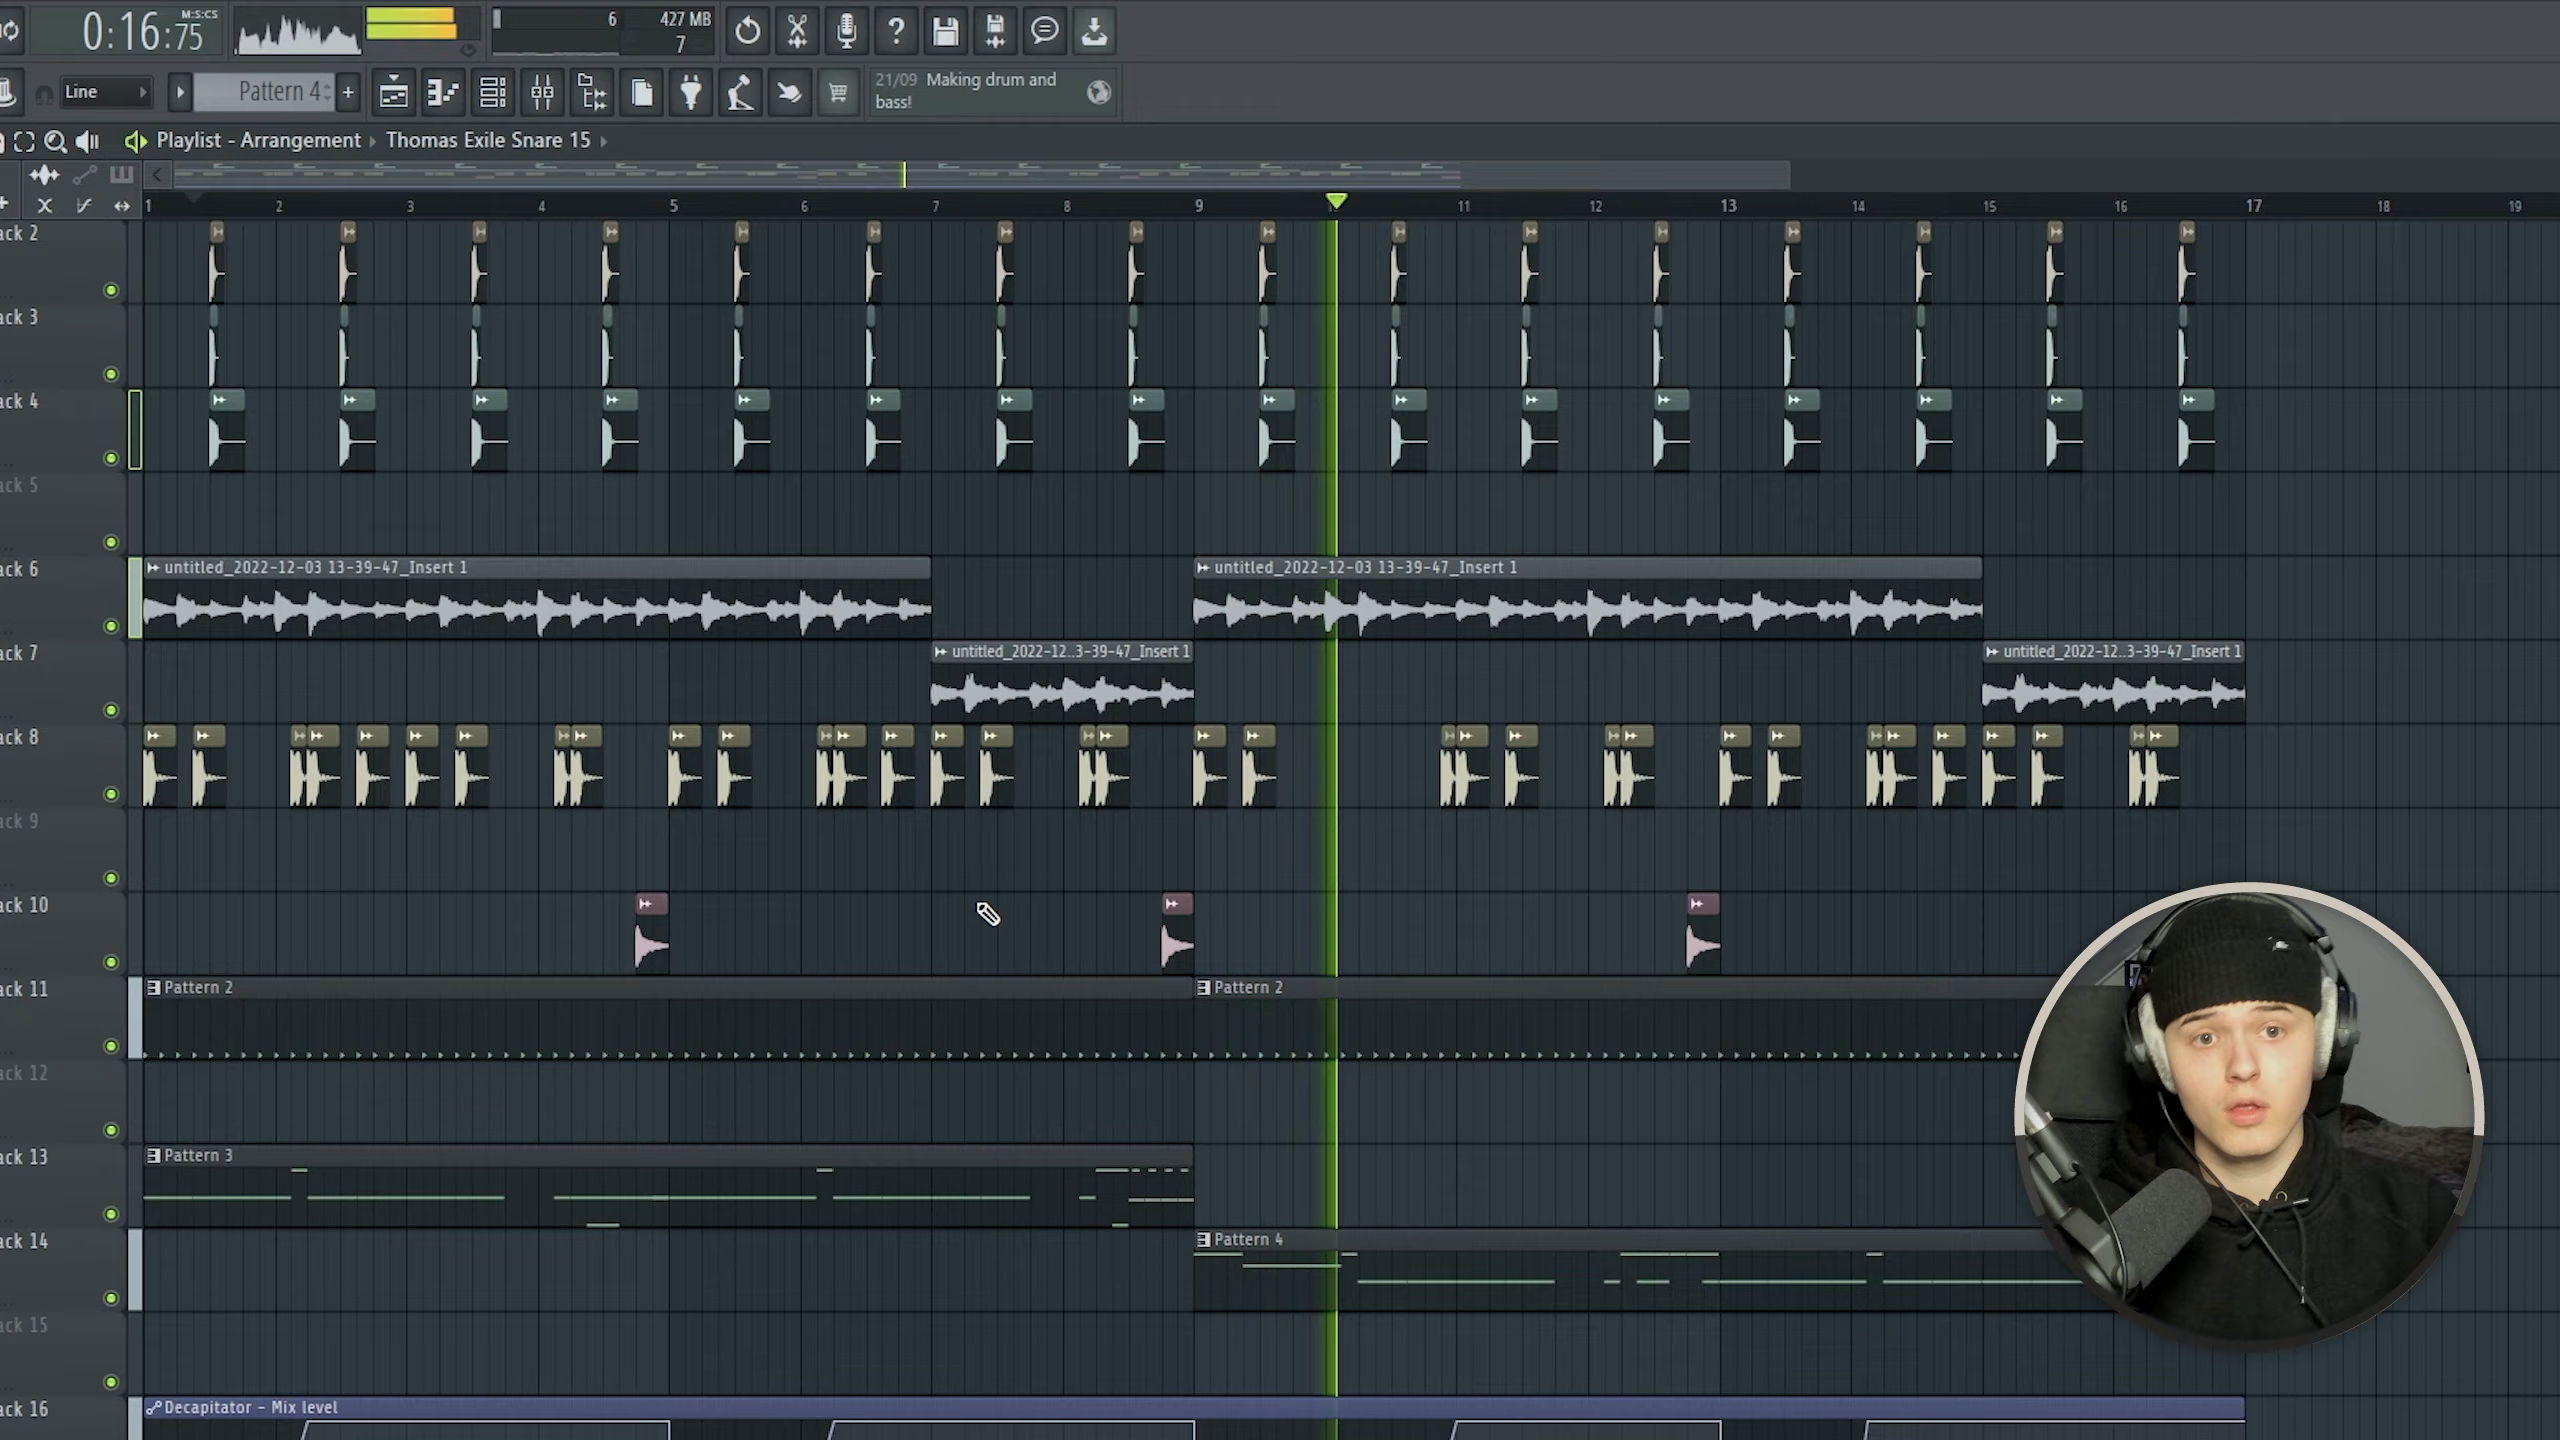 0:16:75 M:S:CS
6 427 MB
7
Line
Pattern 4
+
21/09 Making drum and
bass!
Playlist - Arrangement Thomas Exile Snare 15
1 2 3 4 5 6 7 8 9 11 12 13 14 15 16 17 18 19
ack 2
ack 3
ack 4
ack 5
ack 6
untitled_2022-12-03 13-39-47_Insert 1
untitled_2022-12-03 13-39-47_Insert 1
ack 7
untitled_2022-12..3-39-47_Insert 1
untitled_2022-12..3-39-47_Insert 1
ack 8
ack 9
ack 10
ack 11
Pattern 2
Pattern 2
ack 12
ack 13
Pattern 3
ack 14
Pattern 4
ack 15
ack 16
Decapitator - Mix level